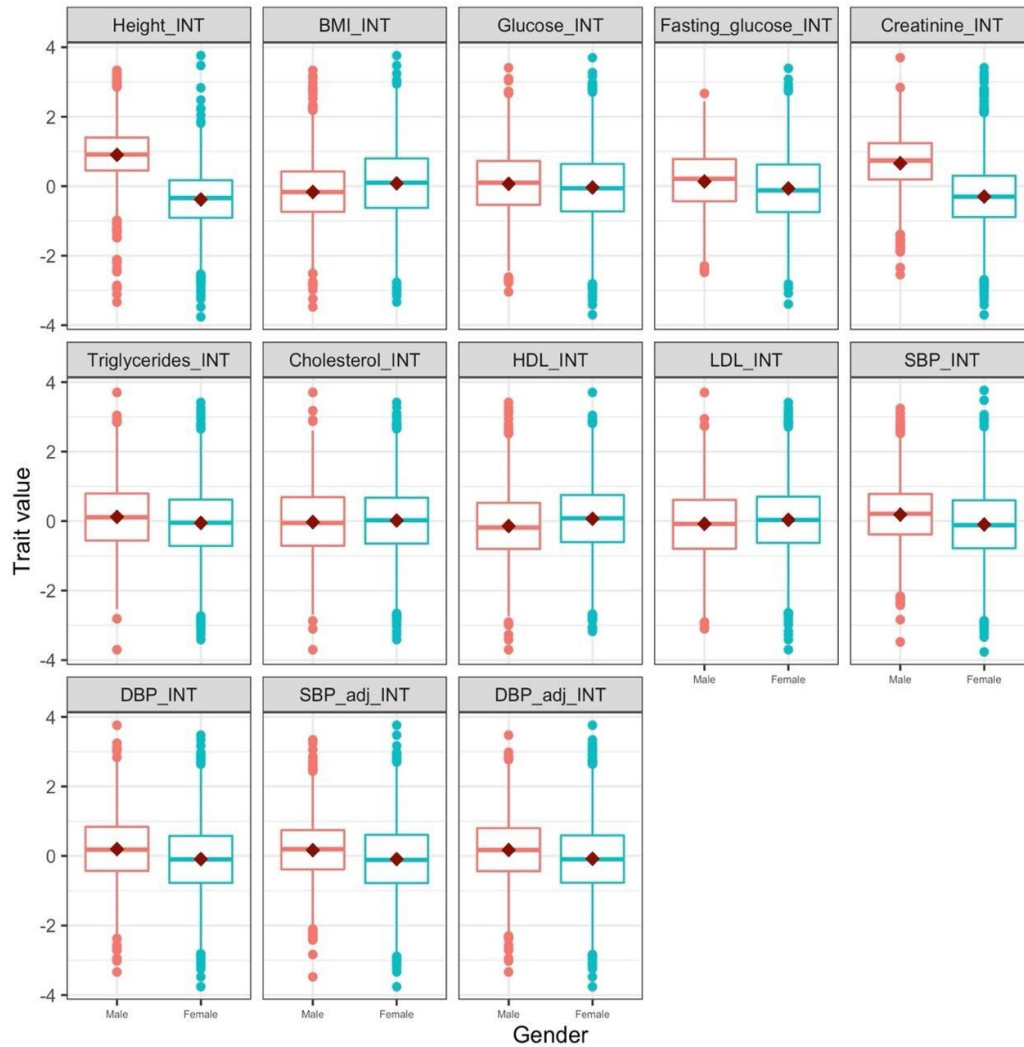 Height_INT BMI_INT Glucose_INT Fasting_glucose_INT Creatinine_INT
4
2
0
-2
-4
Triglycerides_INT Cholesterol_INT HDL_INT LDL_INT SBP_INT
4
2
0
-2
-4
Male Female Male Female
DBP_INT SBP_adj_INT DBP_adj_INT
4
2
0
-2
-4
Male Female Male Female Male Female
Trait value
Gender